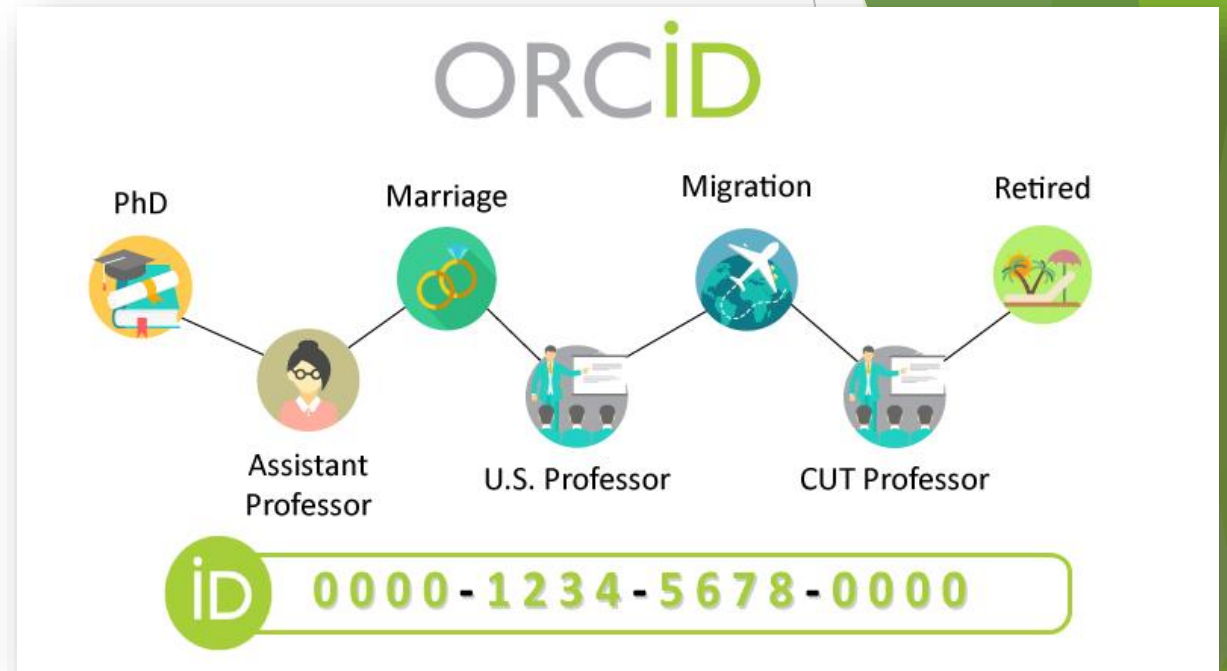 ORCiD
PhD
Marriage
Migration
Retired
Assistant
Professor
U.S. Professor
CUT Professor
iD 0000-1234-5678-0000